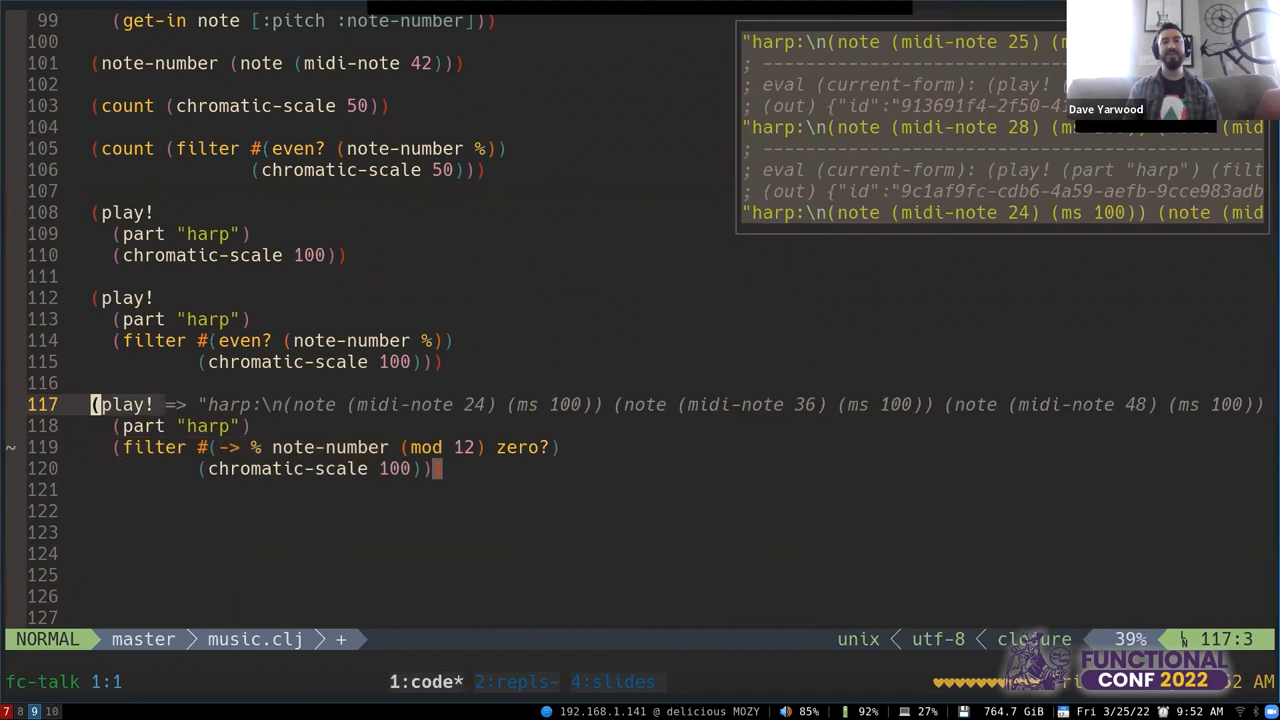 99 (get-in note [:pitch :note-number]))
100
101 (note-number (note (midi-note 42)))
102
103 (count (chromatic-scale 50))
104
105 (count (filter #(even? (note-number %))
106 (chromatic-scale 50)))
107
108 (play!
109 (part "harp")
110 (chromatic-scale 100))
111
112 (play!
113 (part "harp")
114 (filter #(even? (note-number %))
115 (chromatic-scale 100)))
116
117 (play! => "harp:\n(note (midi-note 24) (ms 100)) (note (midi-note 36) (ms 100)) (note (midi-note 48) (ms 100))
118 (part "harp")
~ 119 (filter #(-> % note-number (mod 12) zero?)
120 (chromatic-scale 100)))
121
122
123
124
125
126
127
"harp:\n(note (midi-note 25) (
; eval (current-form): (play! (
; (out) {"id":"913691f4-2f50-4
"harp:\n(note (midi-note 28) (ms (mid
; eval (current-form): (play! (part "harp") (filt
; (out) {"id":"9c1af9fc-cdb6-4a59-aefb-9cce983adb
"harp:\n(note (midi-note 24) (ms 100)) (note (mid
Dave Yarwood
NORMAL master music.clj + unix utf-8 clojure 39% 117:3
FUNCTIONAL
CONF 2022
fc-talk 1:1 1:code* 2:repls- 4:slides AM
7 8 9 10 192.168.1.141 @ delicious MOZY 85% 92% 27% 764.7 GiB Fri 3/25/22 9:52 AM